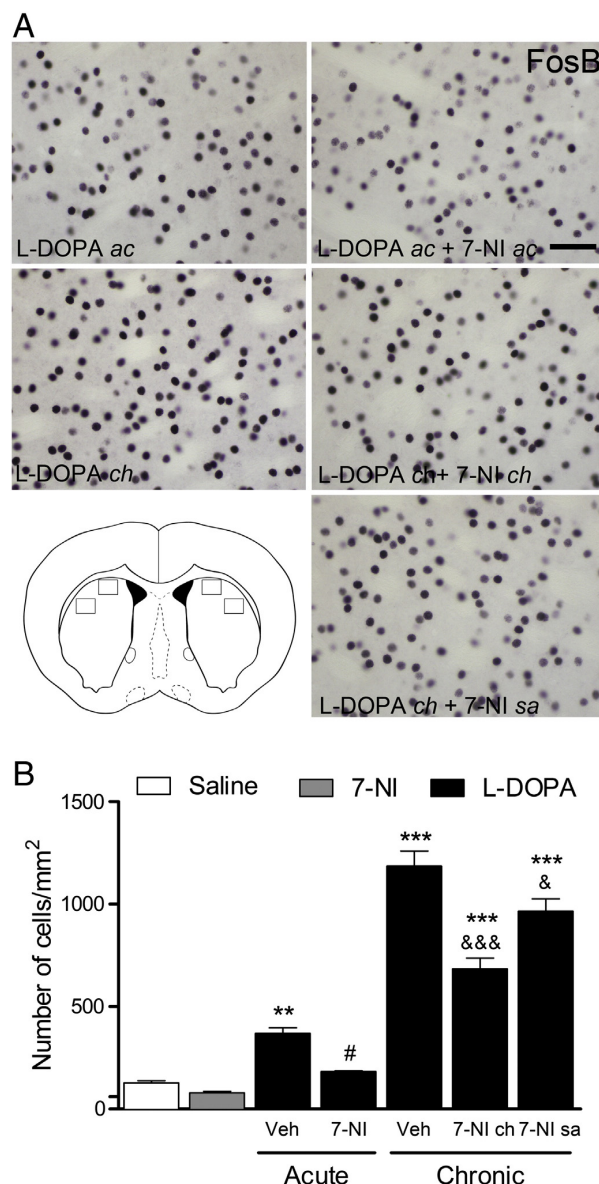 A
FosB
L-DOPA ac
L-DOPA ac + 7-NI ac
L-DOPA ch
L-DOPA ch+ 7-NI ch
L-DOPA ch + 7-NI sa
B
Saline
7-NI
L-DOPA
Number of cells/mm²
1500
1000
500
0
**
#
***
***
&&&
***
&
Veh
7-NI
Veh
7-NI ch
7-NI sa
Acute
Chronic